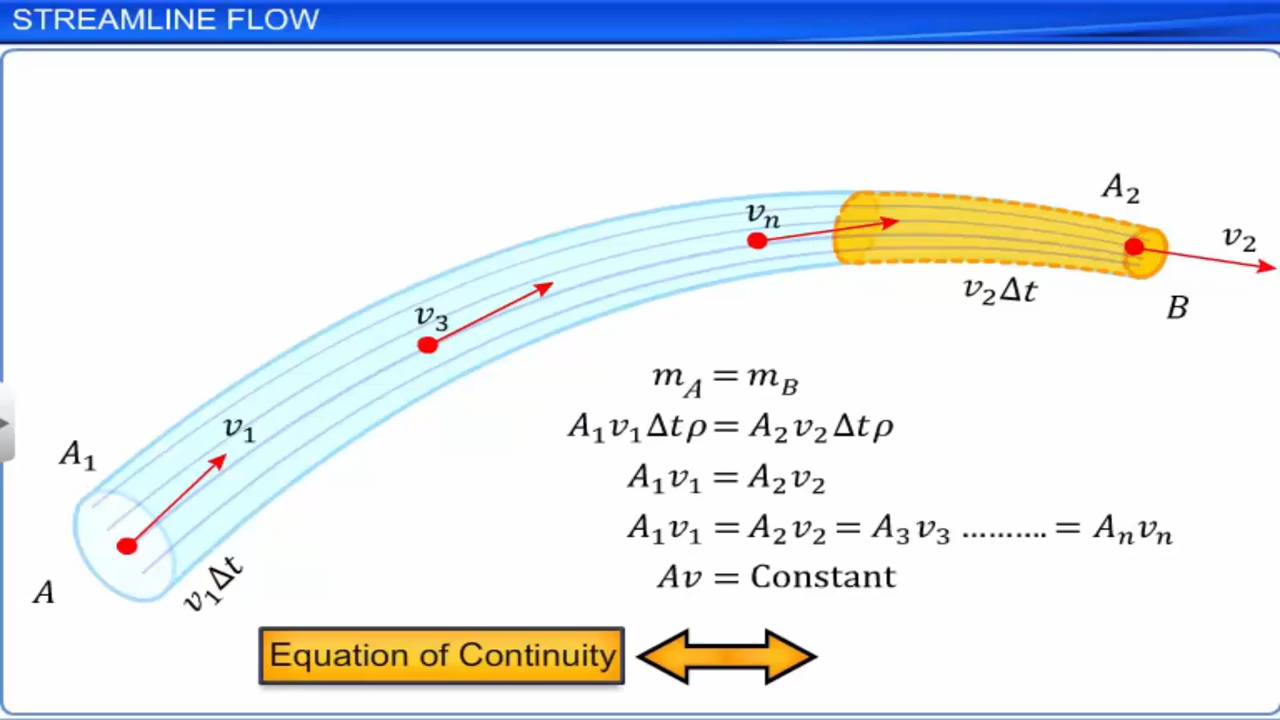 STREAMLINE FLOW
A₂
vₙ
v₂
v₂Δt
B
v₃
m_A = m_B
v₁
A₁v₁Δtρ = A₂v₂Δtρ
A₁
A₁v₁ = A₂v₂
A₁v₁ = A₂v₂ = A₃v₃ .......... = Aₙvₙ
v₁Δt
A
Av = Constant
Equation of Continuity